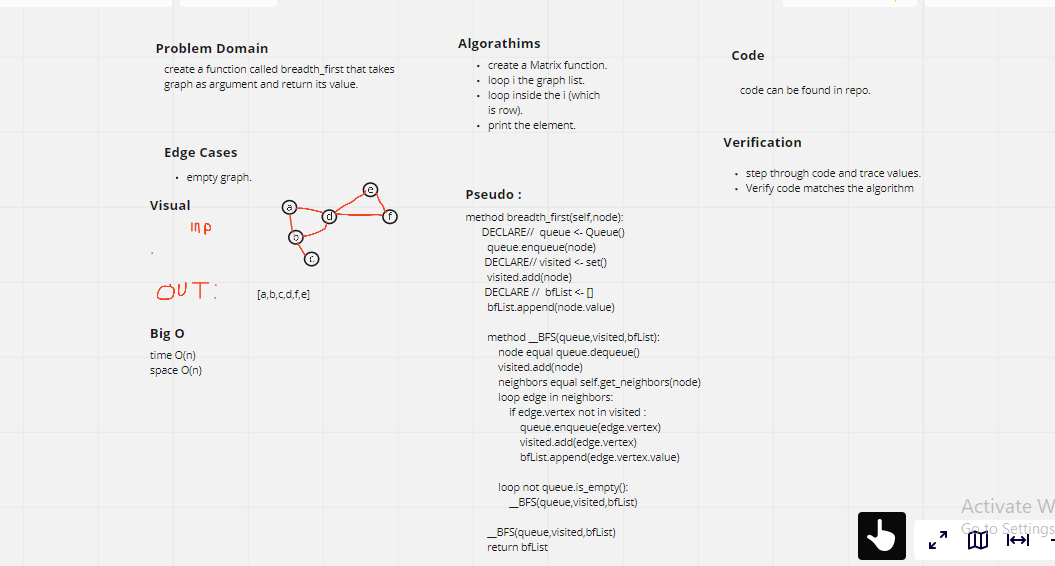 Problem Domain
create a function called breadth_first that takes
graph as argument and return its value.
Edge Cases
• empty graph.
Visual
inp
a
b
c
d
e
f
OUT:
[a,b,c,d,f,e]
Big O
time O(n)
space O(n)
Algorathims
• create a Matrix function.
• loop i the graph list.
• loop inside the i (which
is row).
• print the element.
Pseudo :
method breadth_first(self,node):
DECLARE// queue <- Queue()
queue.enqueue(node)
DECLARE// visited <- set()
visited.add(node)
DECLARE // bfList <- []
bfList.append(node.value)
method __BFS(queue,visited,bfList):
node equal queue.dequeue()
visited.add(node)
neighbors equal self.get_neighbors(node)
loop edge in neighbors:
if edge.vertex not in visited :
queue.enqueue(edge.vertex)
visited.add(edge.vertex)
bfList.append(edge.vertex.value)
loop not queue.is_empty():
__BFS(queue,visited,bfList)
__BFS(queue,visited,bfList)
return bfList
Code
code can be found in repo.
Verification
• step through code and trace values.
• Verify code matches the algorithm
Activate W
Go to Settings